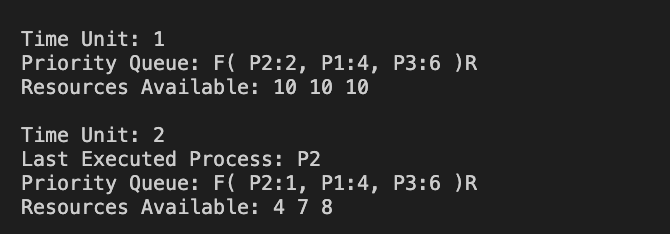 Time Unit: 1
Priority Queue: F( P2:2, P1:4, P3:6 )R
Resources Available: 10 10 10
Time Unit: 2
Last Executed Process: P2
Priority Queue: F( P2:1, P1:4, P3:6 )R
Resources Available: 4 7 8